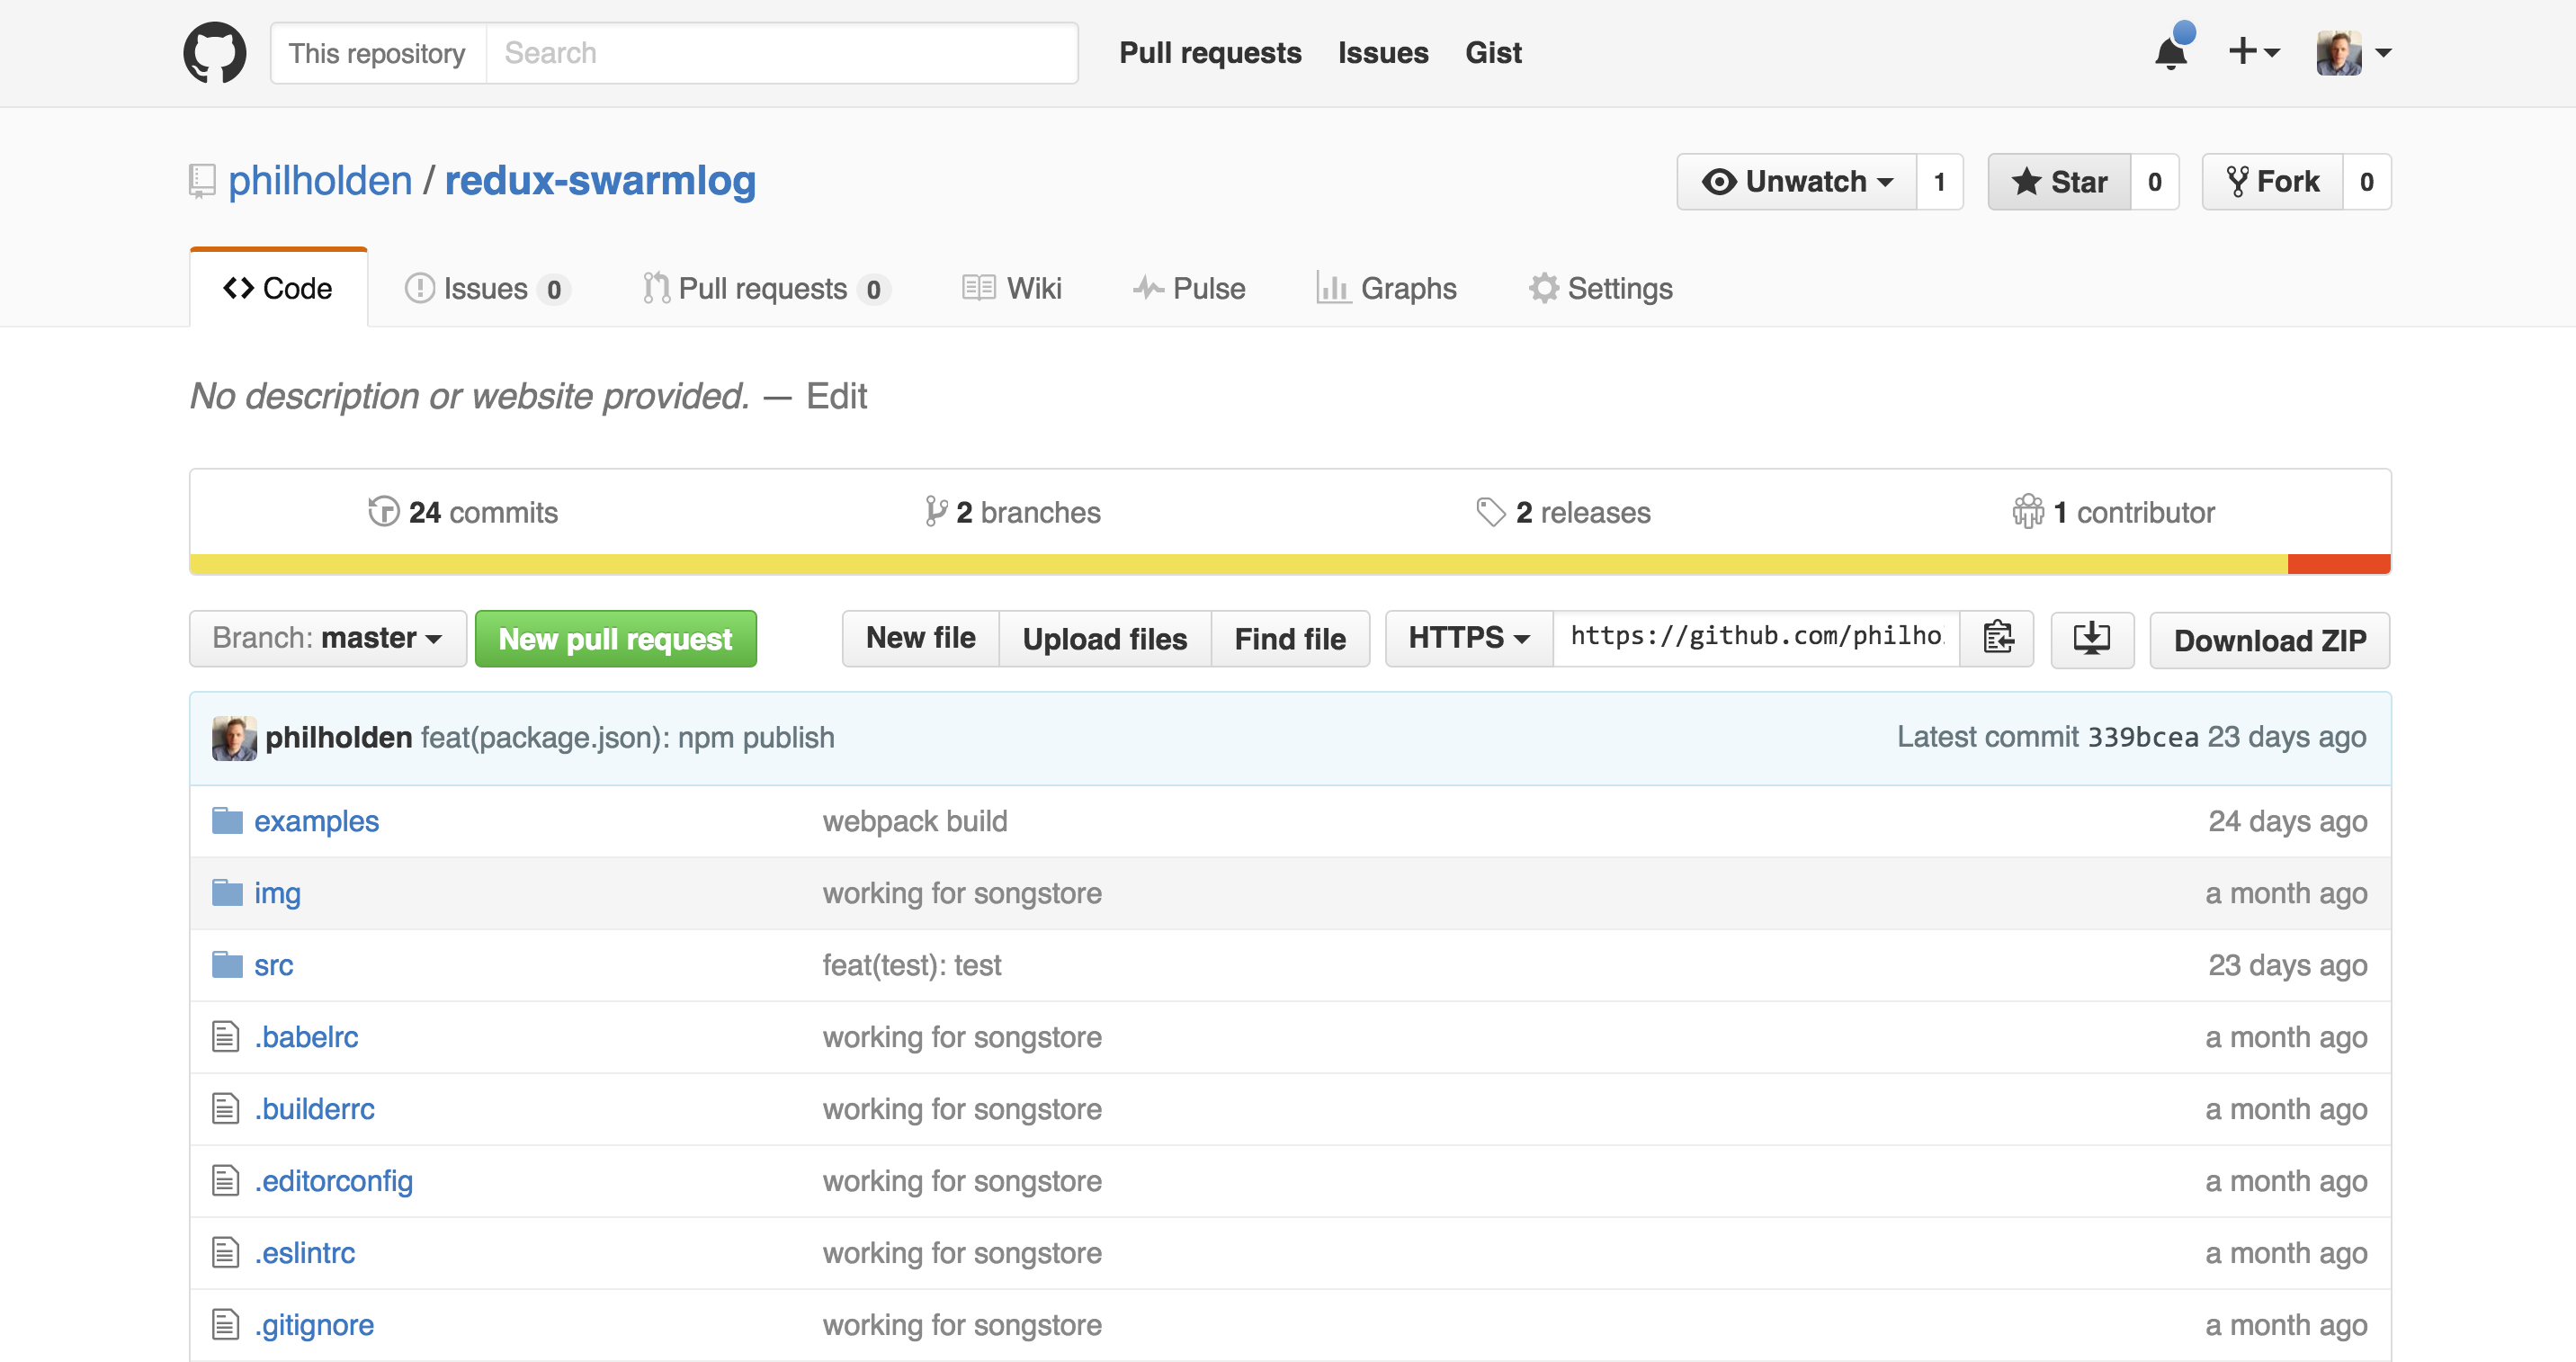 This repository Search Pull requests Issues Gist
philholden / redux-swarmlog Unwatch 1 Star 0 Fork 0
Code Issues 0 Pull requests 0 Wiki Pulse Graphs Settings
No description or website provided. — Edit
24 commits 2 branches 2 releases 1 contributor
Branch: master New pull request New file Upload files Find file HTTPS https://github.com/philho Download ZIP
philholden feat(package.json): npm publish Latest commit 339bcea 23 days ago
examples webpack build 24 days ago
img working for songstore a month ago
src feat(test): test 23 days ago
.babelrc working for songstore a month ago
.builderrc working for songstore a month ago
.editorconfig working for songstore a month ago
.eslintrc working for songstore a month ago
.gitignore working for songstore a month ago